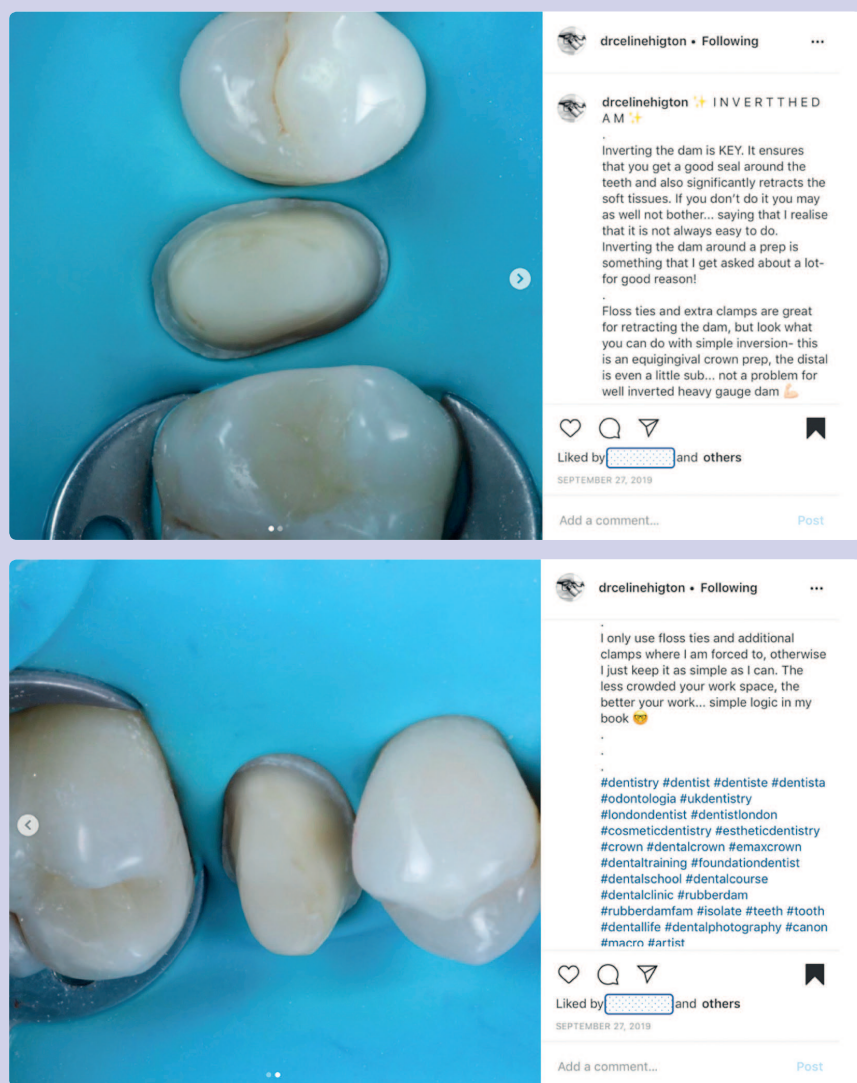 drcelinehigton • Following
drcelinehigton ✨ I N V E R T T H E D
A M ✨
.
Inverting the dam is KEY. It ensures
that you get a good seal around the
teeth and also significantly retracts the
soft tissues. If you don't do it you may
as well not bother... saying that I realise
that it is not always easy to do.
Inverting the dam around a prep is
something that I get asked about a lot-
for good reason!
.
Floss ties and extra clamps are great
for retracting the dam, but look what
you can do with simple inversion- this
is an equigingival crown prep, the distal
is even a little sub... not a problem for
well inverted heavy gauge dam 💪🏻
Liked by and others
SEPTEMBER 27, 2019
Add a comment... Post
drcelinehigton • Following
.
I only use floss ties and additional
clamps where I am forced to, otherwise
I just keep it as simple as I can. The
less crowded your work space, the
better your work... simple logic in my
book 🤓
.
.
.
#dentistry #dentist #dentiste #dentista
#odontologia #ukdentistry
#londondentist #dentistlondon
#cosmeticdentistry #estheticdentistry
#crown #dentalcrown #emaxcrown
#dentaltraining #foundationdentist
#dentalschool #dentalcourse
#dentalclinic #rubberdam
#rubberdamfam #isolate #teeth #tooth
#dentallife #dentalphotography #canon
#macro #artist
Liked by and others
SEPTEMBER 27, 2019
Add a comment... Post